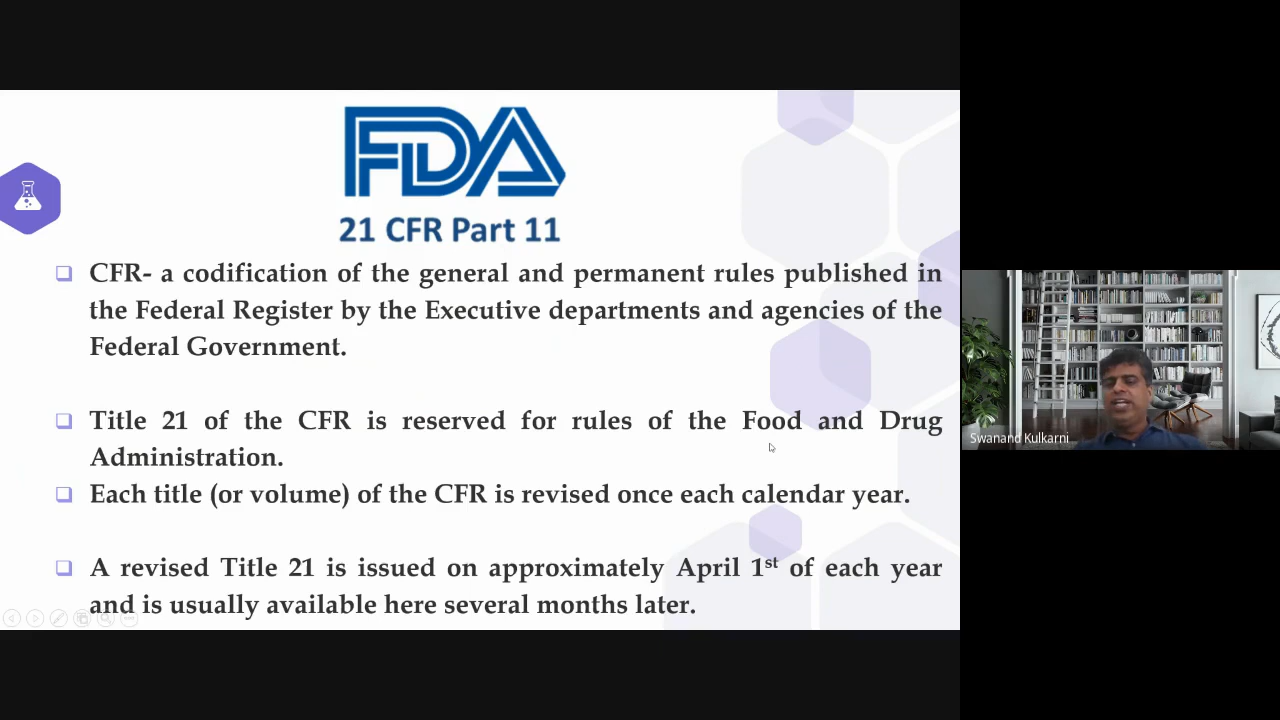 FDA
21 CFR Part 11
CFR- a codification of the general and permanent rules published in
the Federal Register by the Executive departments and agencies of the
Federal Government.
Title 21 of the CFR is reserved for rules of the Food and Drug
Administration.
Each title (or volume) of the CFR is revised once each calendar year.
A revised Title 21 is issued on approximately April 1st of each year
and is usually available here several months later.
Swanand Kulkarni